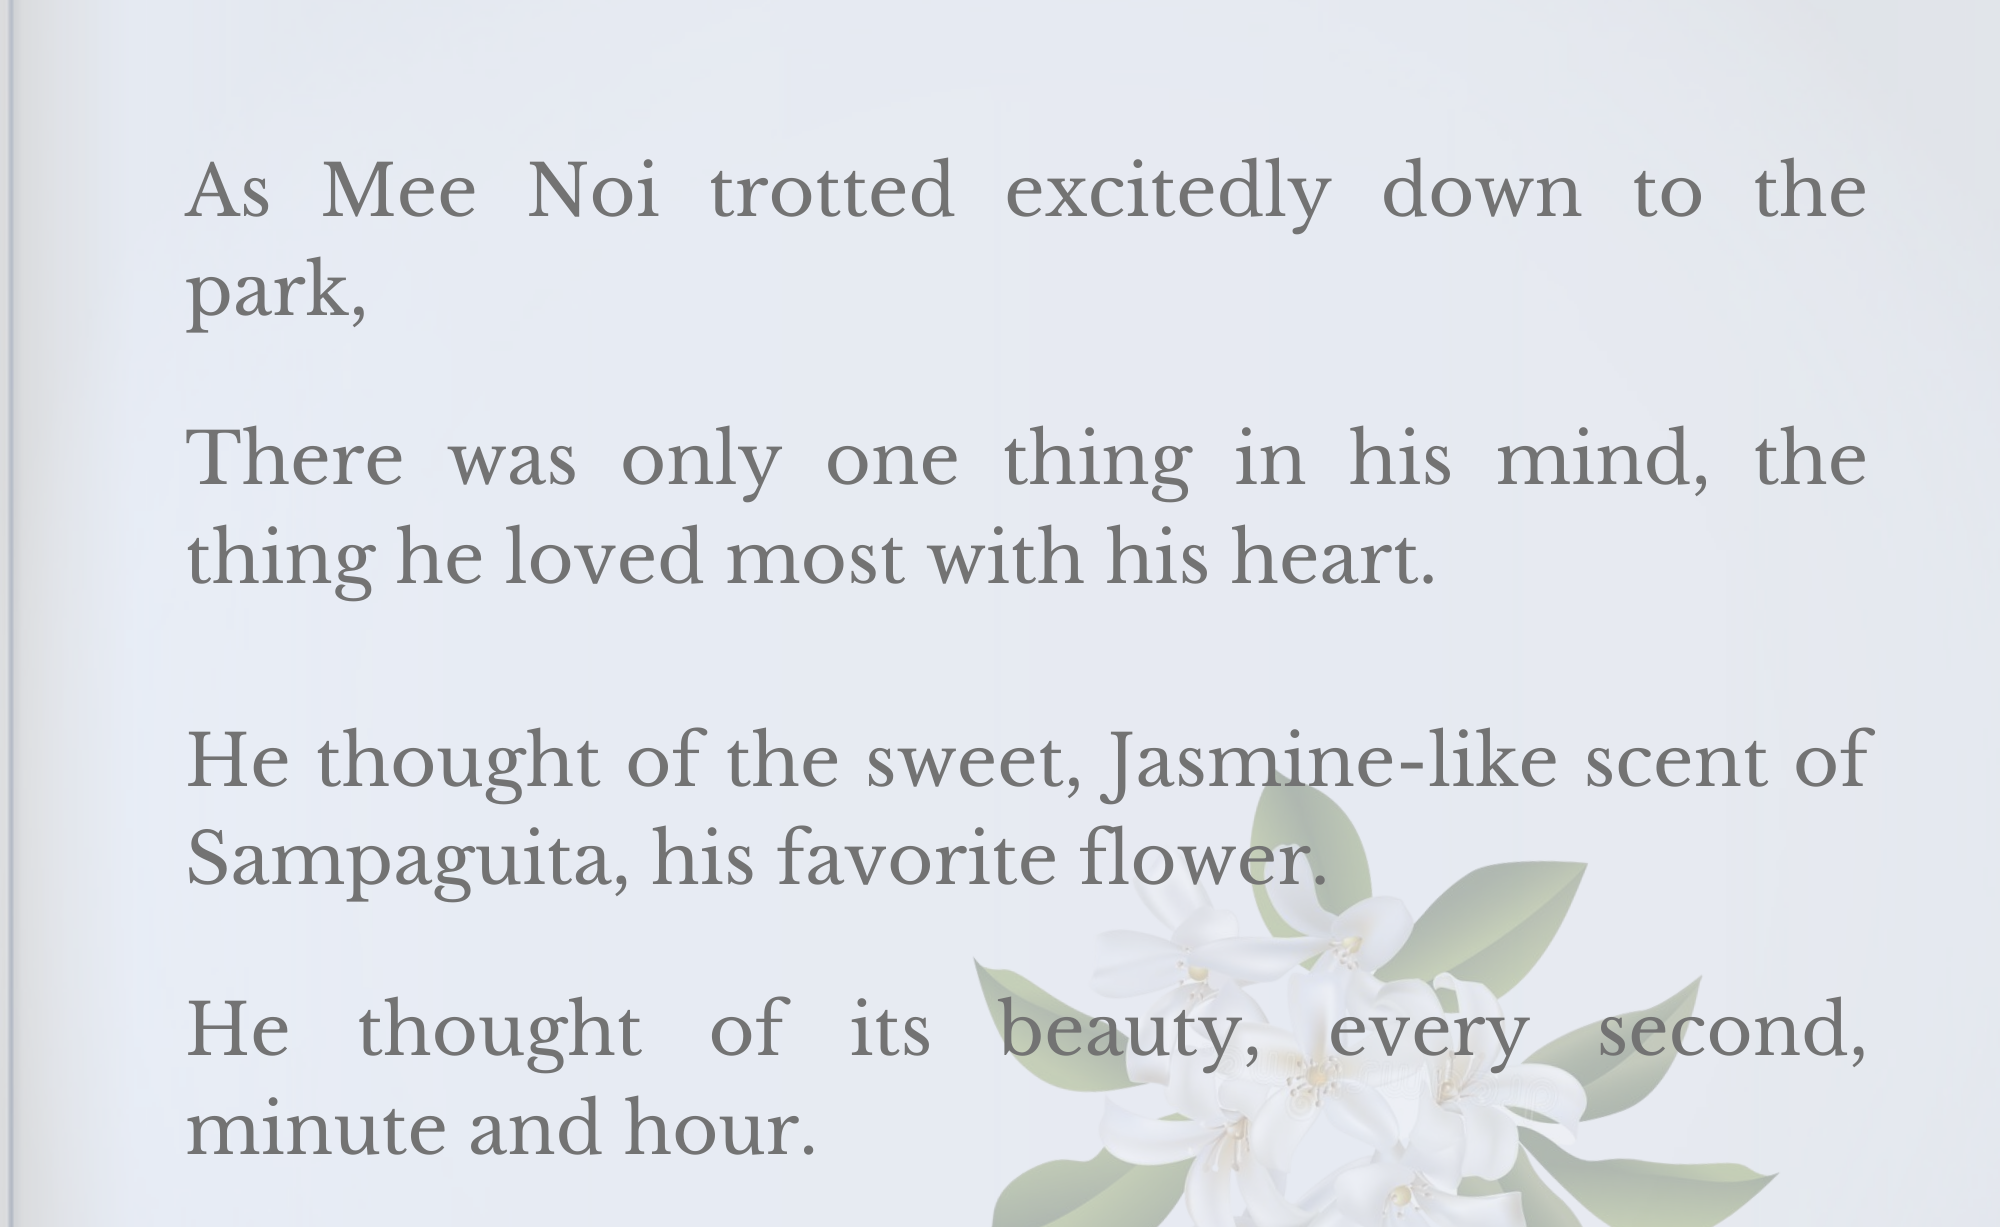 As Mee Noi trotted excitedly down to the
park,
There was only one thing in his mind, the
thing he loved most with his heart.
He thought of the sweet, Jasmine-like scent of
Sampaguita, his favorite flower.
He thought of its beauty, every second,
minute and hour.